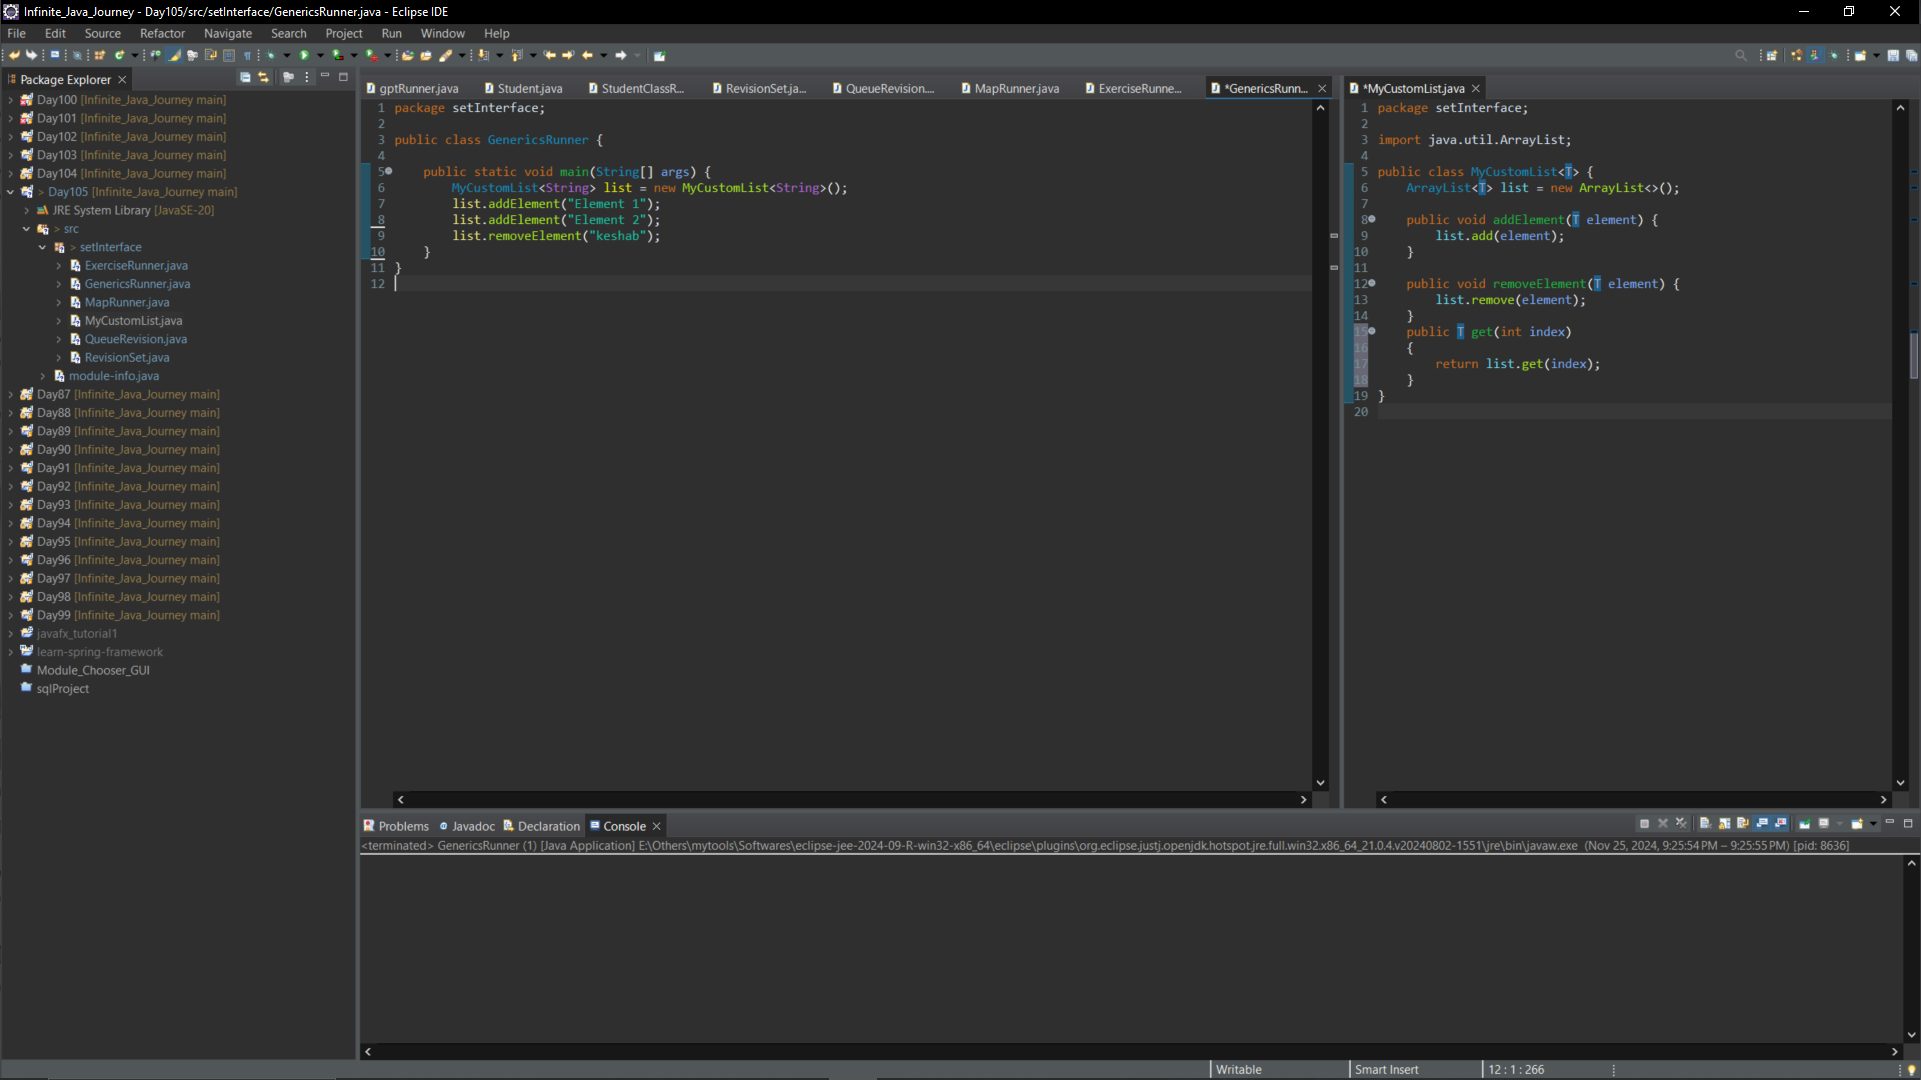 Infinite_Java_Journey - Day105/src/setInterface/GenericsRunner.java - Eclipse IDE
File Edit Source Refactor Navigate Search Project Run Window Help
Package Explorer
Day100 [Infinite_Java_Journey main]
Day101 [Infinite_Java_Journey main]
Day102 [Infinite_Java_Journey main]
Day103 [Infinite_Java_Journey main]
Day104 [Infinite_Java_Journey main]
> Day105 [Infinite_Java_Journey main]
JRE System Library [JavaSE-20]
> src
> setInterface
ExerciseRunner.java
GenericsRunner.java
MapRunner.java
MyCustomList.java
QueueRevision.java
RevisionSet.java
module-info.java
Day87 [Infinite_Java_Journey main]
Day88 [Infinite_Java_Journey main]
Day89 [Infinite_Java_Journey main]
Day90 [Infinite_Java_Journey main]
Day91 [Infinite_Java_Journey main]
Day92 [Infinite_Java_Journey main]
Day93 [Infinite_Java_Journey main]
Day94 [Infinite_Java_Journey main]
Day95 [Infinite_Java_Journey main]
Day96 [Infinite_Java_Journey main]
Day97 [Infinite_Java_Journey main]
Day98 [Infinite_Java_Journey main]
Day99 [Infinite_Java_Journey main]
javafx_tutorial1
learn-spring-framework
Module_Chooser_GUI
sqlProject
gptRunner.java Student.java StudentClassR... RevisionSet.ja... QueueRevision.... MapRunner.java ExerciseRunne... *GenericsRunn...
1 package setInterface;
2
3 public class GenericsRunner {
4
5 public static void main(String[] args) {
6 MyCustomList<String> list = new MyCustomList<String>();
7 list.addElement("Element 1");
8 list.addElement("Element 2");
9 list.removeElement("keshab");
10 }
11 }
12
*MyCustomList.java
1 package setInterface;
2
3 import java.util.ArrayList;
4
5 public class MyCustomList<T> {
6 ArrayList<T> list = new ArrayList<>();
7
8 public void addElement(T element) {
9 list.add(element);
10 }
11
12 public void removeElement(T element) {
13 list.remove(element);
14 }
15 public T get(int index)
16 {
17 return list.get(index);
18 }
19 }
20
Problems Javadoc Declaration Console
<terminated> GenericsRunner (1) [Java Application] E:\Others\mytools\Softwares\eclipse-jee-2024-09-R-win32-x86_64\eclipse\plugins\org.eclipse.justj.openjdk.hotspot.jre.full.win32.x86_64_21.0.4.v20240802-1551\jre\bin\javaw.exe (Nov 25, 2024, 9:25:54 PM – 9:25:55 PM) [pid: 8636]
Writable Smart Insert 12 : 1 : 266